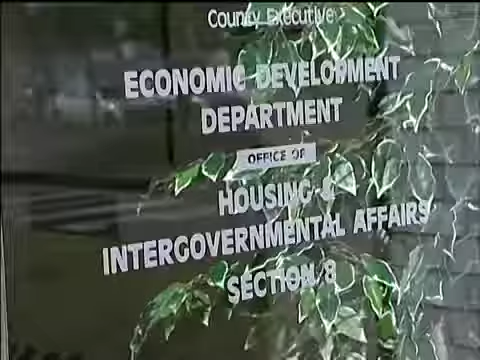 County Executive
ECONOMIC DEVELOPMENT
DEPARTMENT
OFFICE OF
HOUSING &
INTERGOVERNMENTAL AFFAIRS
SECTION 8